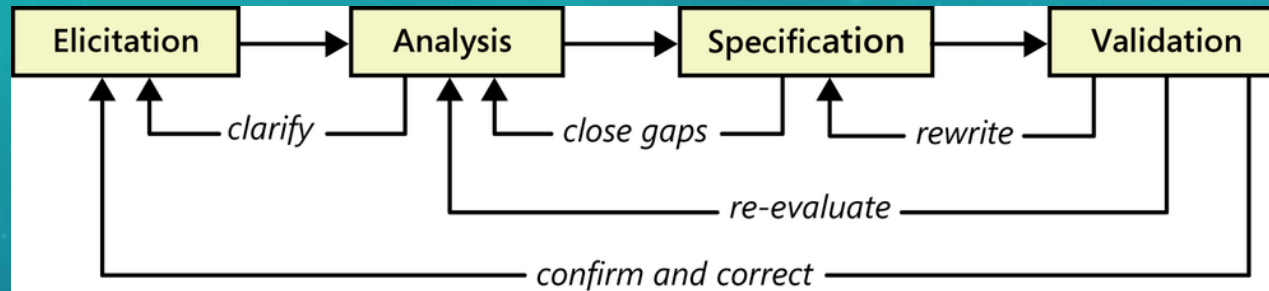 Elicitation
Analysis
Specification
Validation
clarify
close gaps
rewrite
re-evaluate
confirm and correct